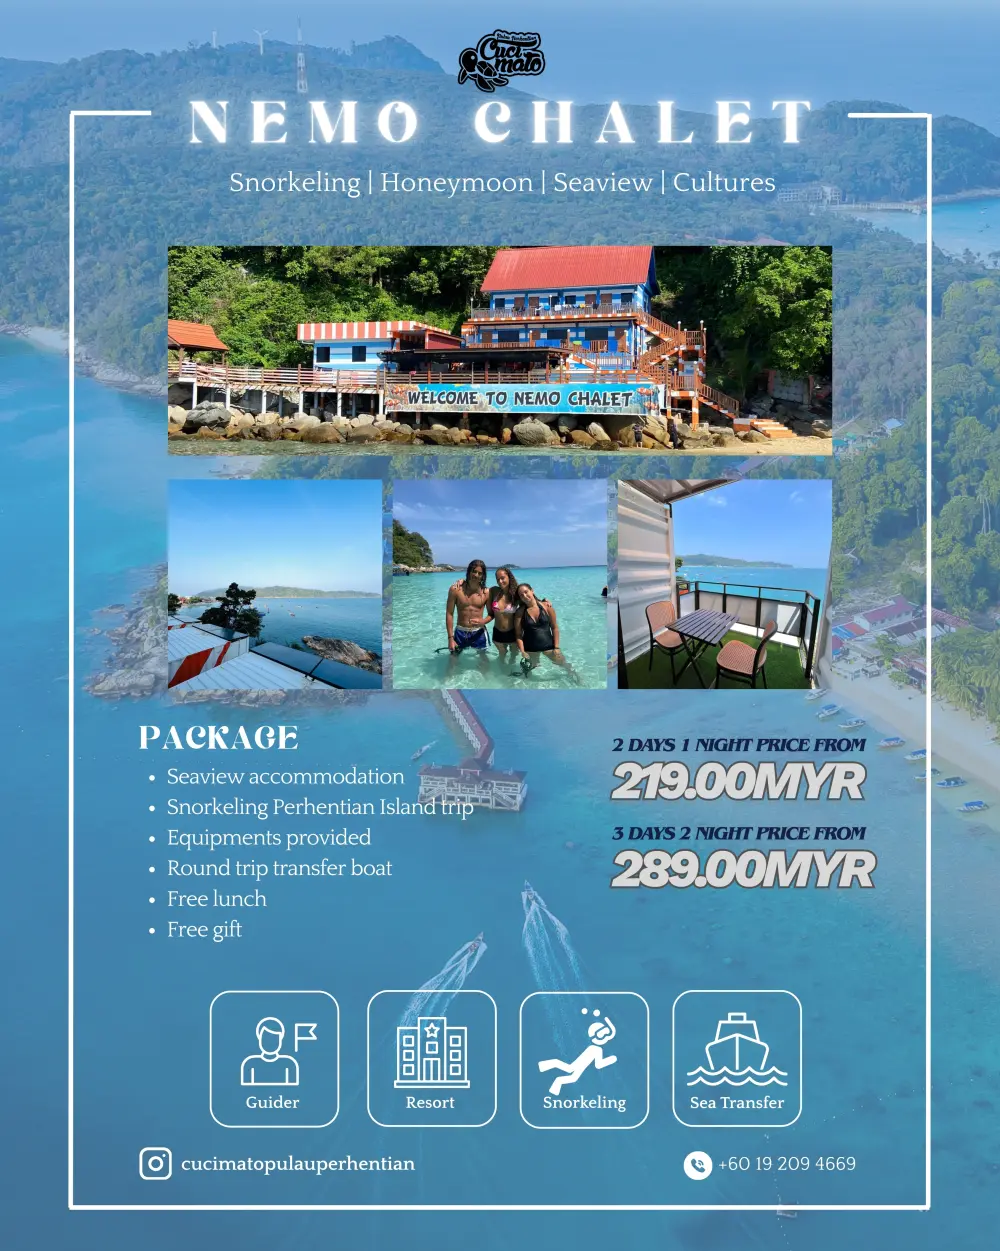 Cuci
mato
NEMO CHALET
Snorkeling | Honeymoon | Seaview | Cultures
WELCOME TO NEMO CHALET
PACKAGE
• Seaview accommodation
• Snorkeling Perhentian Island trip
• Equipments provided
• Round trip transfer boat
• Free lunch
• Free gift
2 DAYS 1 NIGHT PRICE FROM
219.00MYR
3 DAYS 2 NIGHT PRICE FROM
289.00MYR
Guider
Resort
Snorkeling
Sea Transfer
cucimatopulauperhentian
+60 19 209 4669